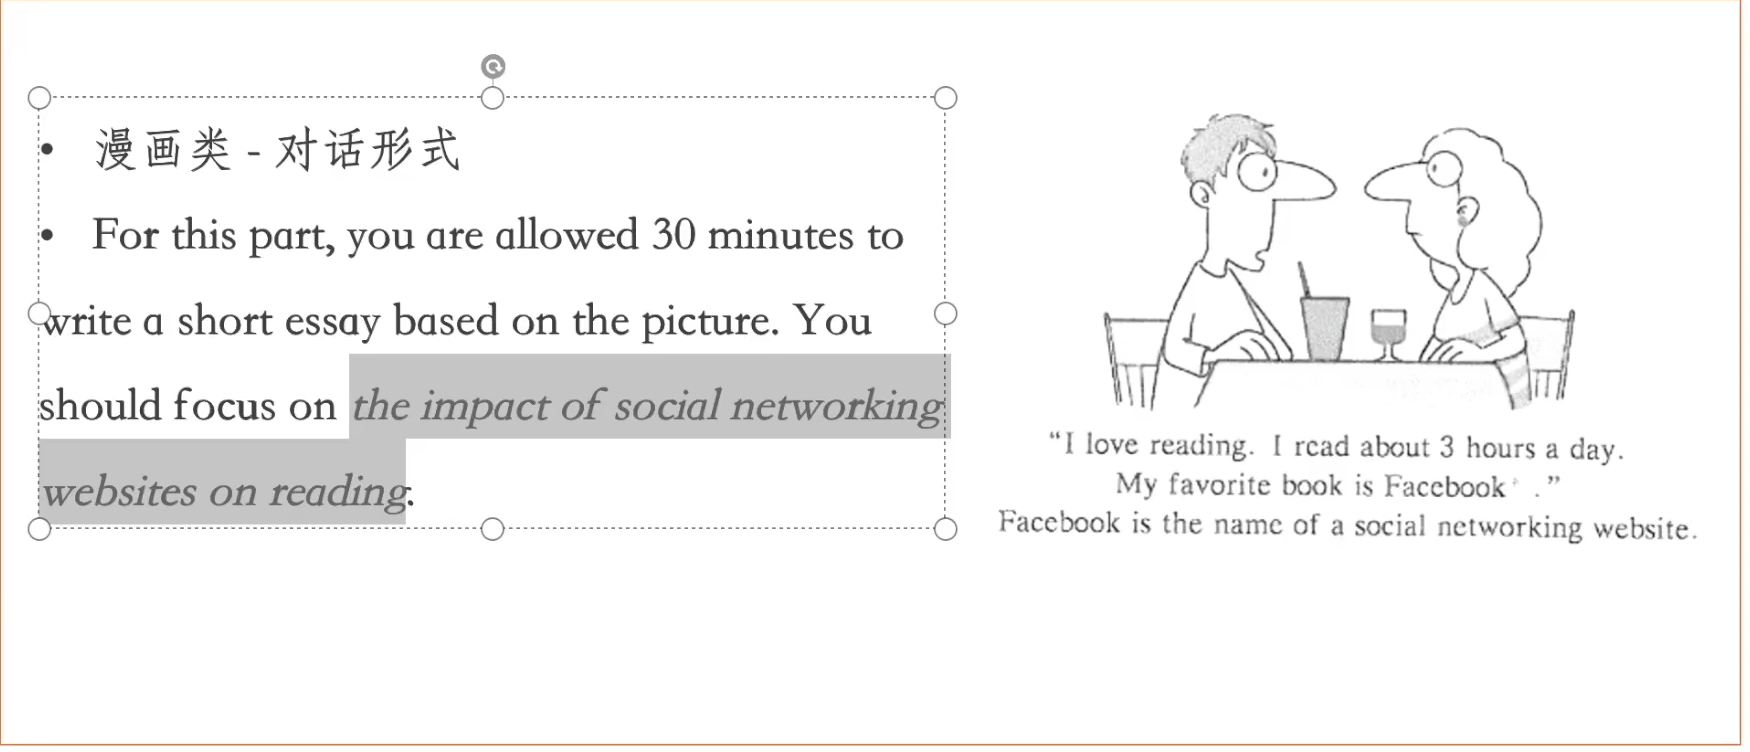 • 漫画类 - 对话形式
• For this part, you are allowed 30 minutes to
write a short essay based on the picture. You
should focus on the impact of social networking
websites on reading.
“I love reading. I read about 3 hours a day.
My favorite book is Facebook .”
Facebook is the name of a social networking website.